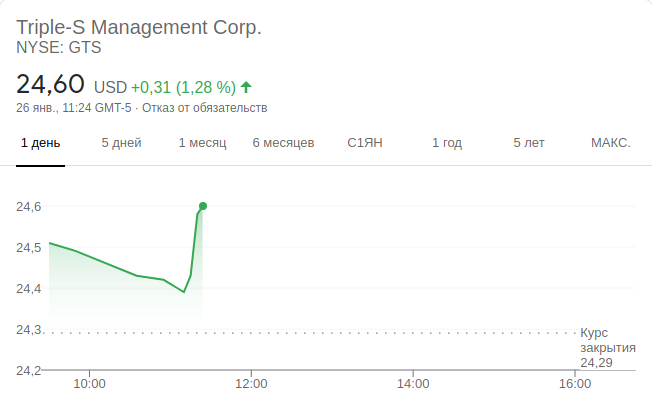 Triple-S Management Corp.
NYSE: GTS
24,60 USD +0,31 (1,28 %)
26 янв., 11:24 GMT-5 · Отказ от обязательств
1 день 5 дней 1 месяц 6 месяцев С1ЯН 1 год 5 лет МАКС.
24,6
24,5
24,4
24,3
Курс
закрытия
24,29
24,2
10:00 12:00 14:00 16:00